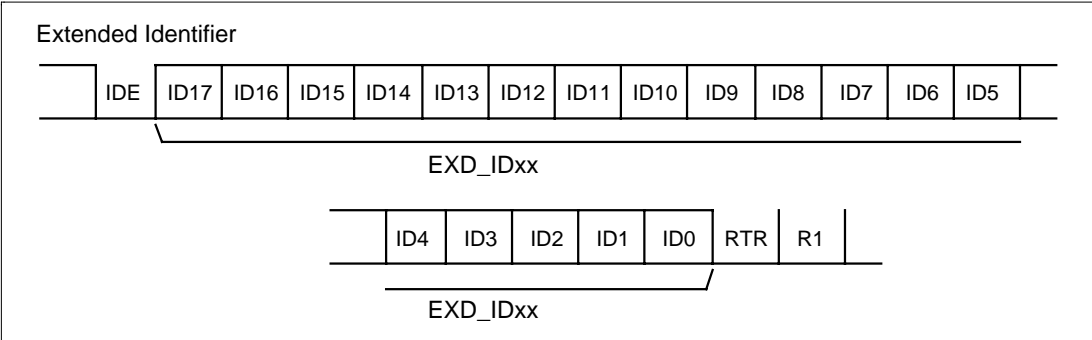 Extended Identifier
IDE ID17 ID16 ID15 ID14 ID13 ID12 ID11 ID10 ID9 ID8 ID7 ID6 ID5
EXD_IDxx
ID4 ID3 ID2 ID1 ID0 RTR R1
EXD_IDxx